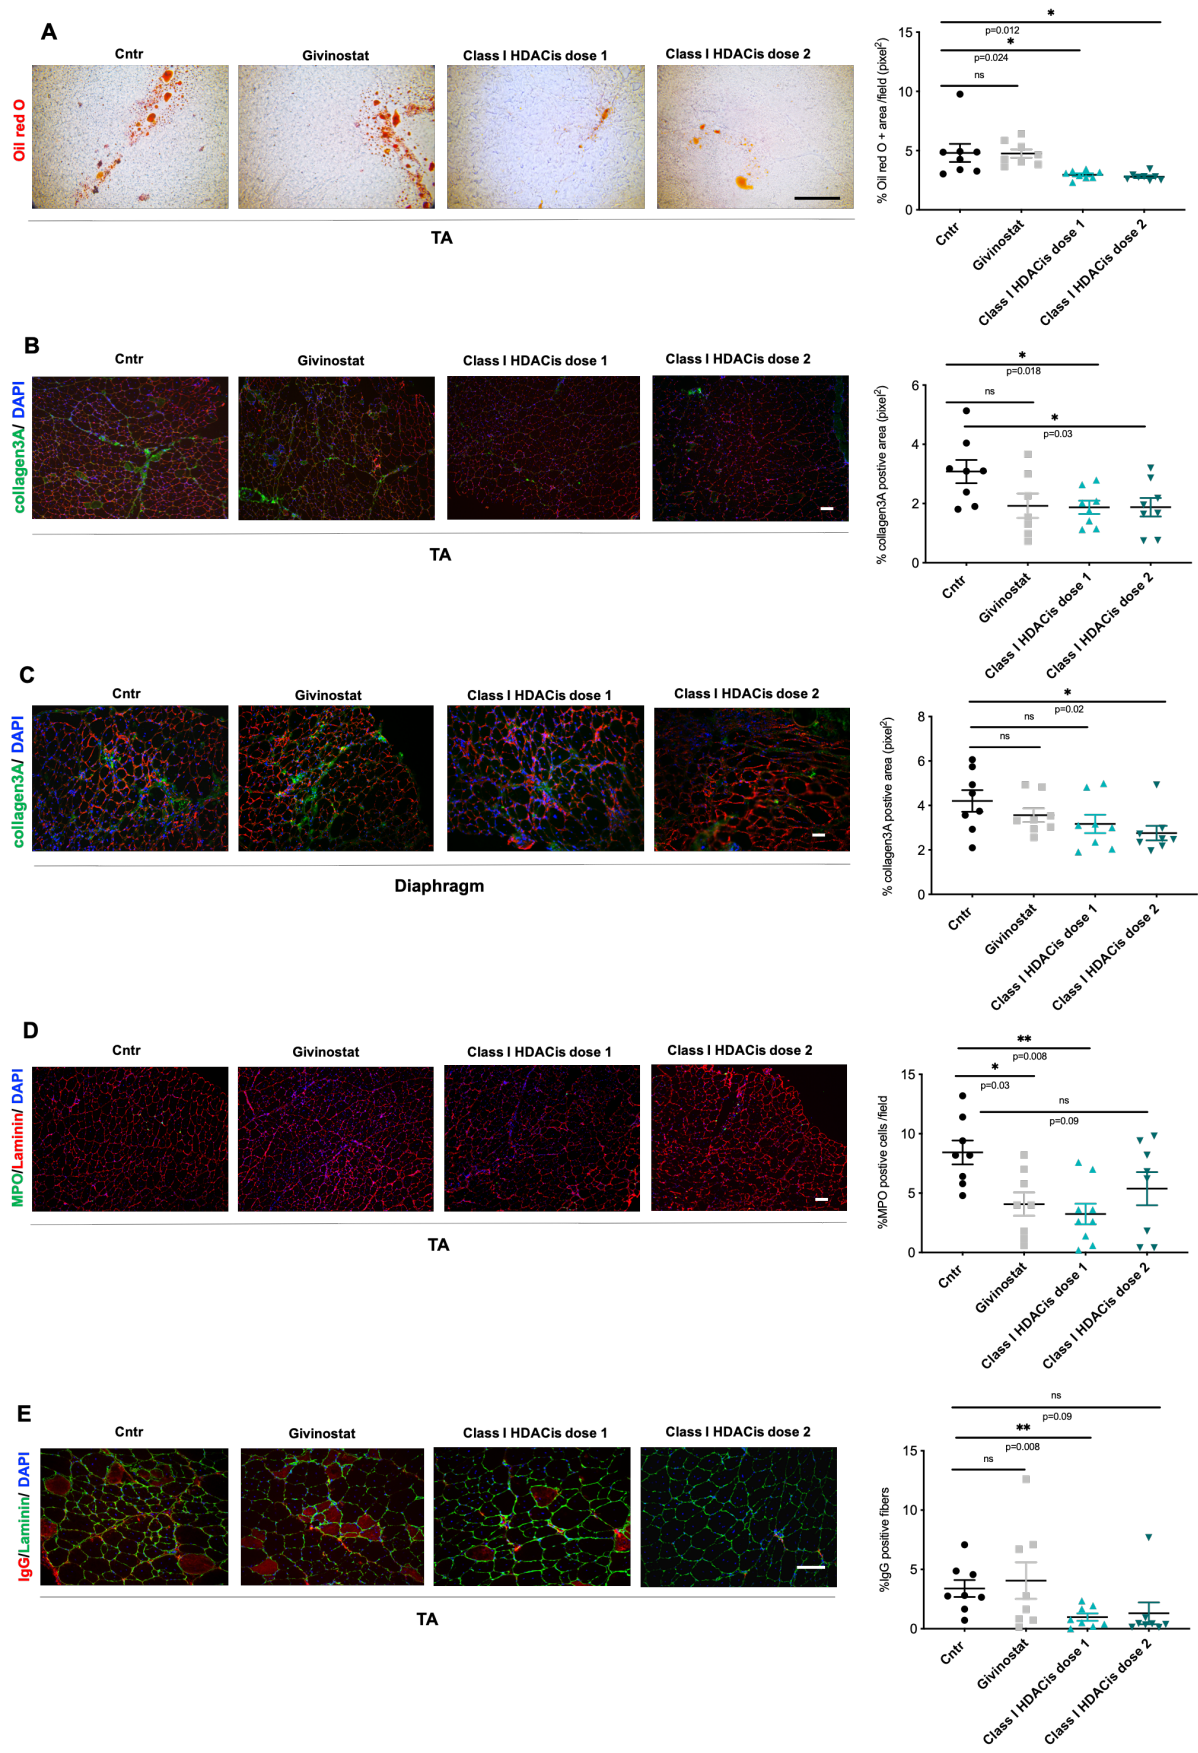 A
Cntr
Givinostat
Class I HDACis dose 1
Class I HDACis dose 2
Oil red O
TA
*
p=0.012
*
p=0.024
ns
% Oil red O + area /field (pixel²)
15
10
5
0
Cntr
Givinostat
Class I HDACis dose 1
Class I HDACis dose 2
B
Cntr
Givinostat
Class I HDACis dose 1
Class I HDACis dose 2
collagen3A/ DAPI
TA
*
p=0.018
ns
*
p=0.03
% collagen3A postive area (pixel²)
6
4
2
0
Cntr
Givinostat
Class I HDACis dose 1
Class I HDACis dose 2
C
Cntr
Givinostat
Class I HDACis dose 1
Class I HDACis dose 2
collagen3A/ DAPI
Diaphragm
*
p=0.02
ns
ns
% collagen3A postive area (pixel²)
8
6
4
2
0
Cntr
Givinostat
Class I HDACis dose 1
Class I HDACis dose 2
D
Cntr
Givinostat
Class I HDACis dose 1
Class I HDACis dose 2
MPO/Laminin/ DAPI
TA
**
p=0.008
*
p=0.03
ns
p=0.09
%MPO postive cells /field
15
10
5
0
Cntr
Givinostat
Class I HDACis dose 1
Class I HDACis dose 2
E
Cntr
Givinostat
Class I HDACis dose 1
Class I HDACis dose 2
IgG/Laminin/ DAPI
TA
ns
p=0.09
**
p=0.008
ns
%IgG positive fibers
15
10
5
0
Cntr
Givinostat
Class I HDACis dose 1
Class I HDACis dose 2